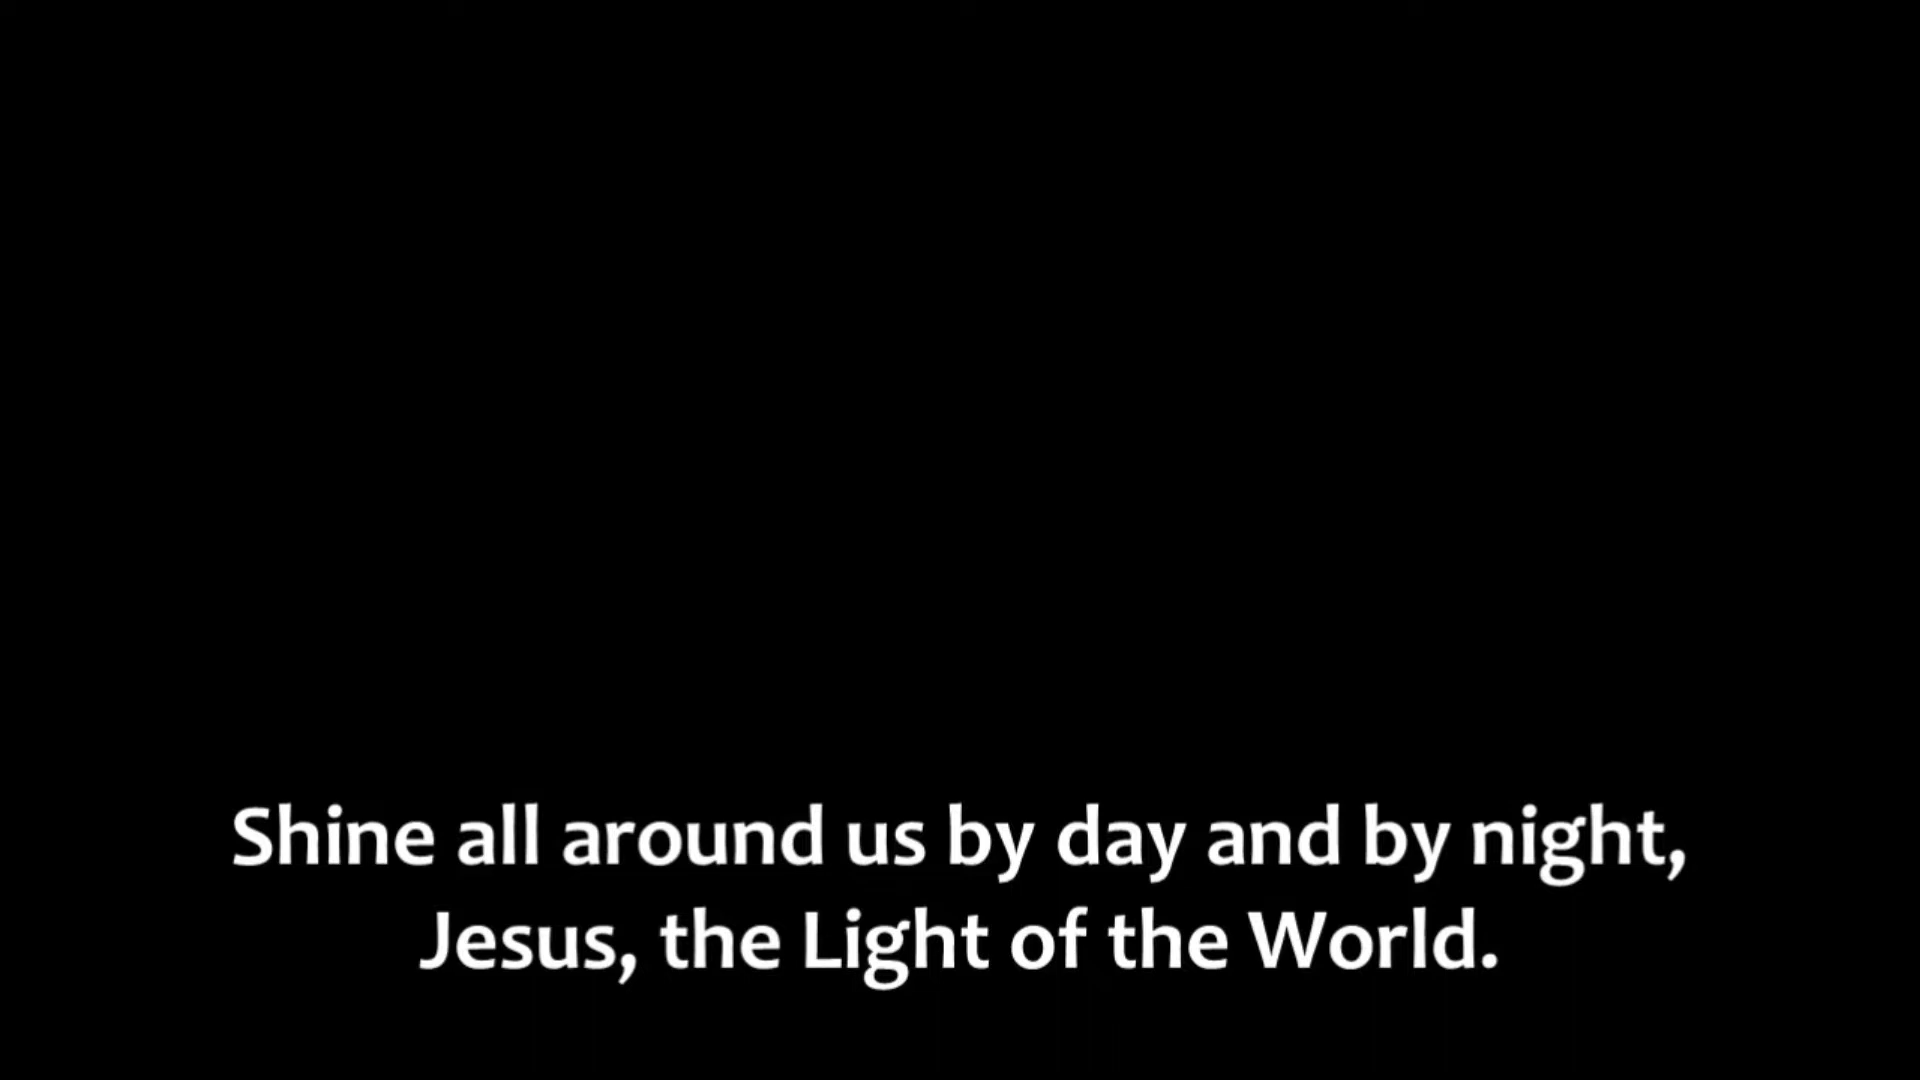 Shine all around us by day and by night,
Jesus, the Light of the World.